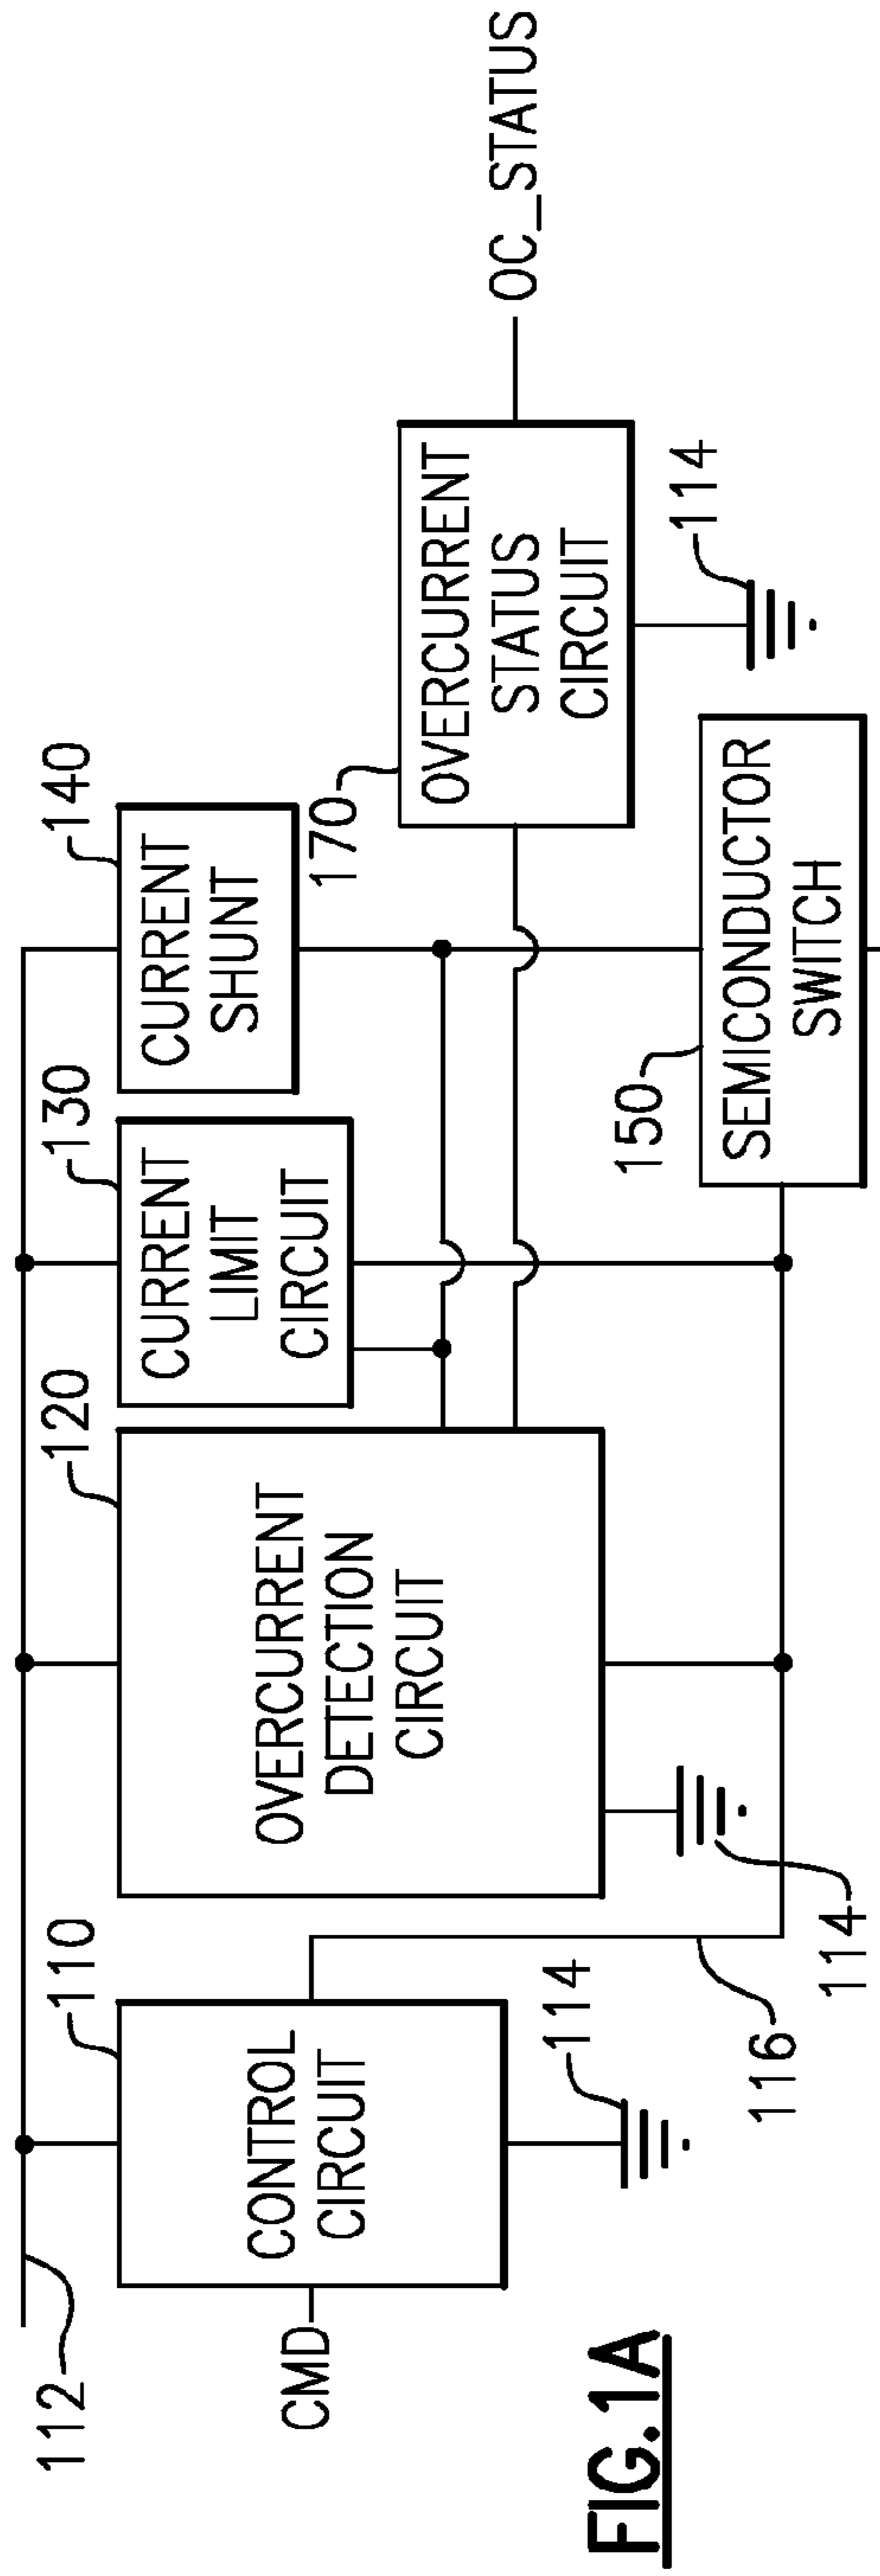 112
110
120
130
140
CMD
CONTROL
CIRCUIT
OVERCURRENT
DETECTION
CIRCUIT
CURRENT
LIMIT
CIRCUIT
CURRENT
SHUNT
170
OVERCURRENT
STATUS
CIRCUIT
OC_STATUS
114
116
114
150
SEMICONDUCTOR
SWITCH
114
FIG.1A